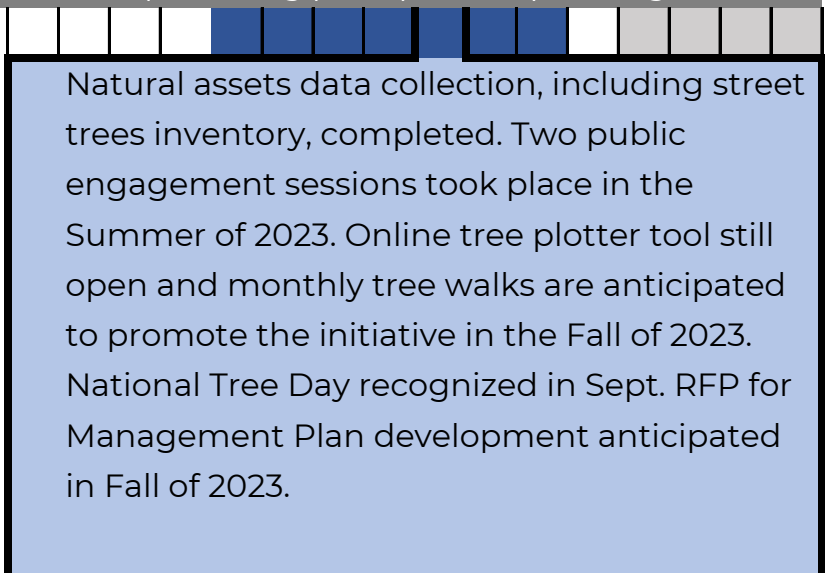 Natural assets data collection, including street
trees inventory, completed. Two public
engagement sessions took place in the
Summer of 2023. Online tree plotter tool still
open and monthly tree walks are anticipated
to promote the initiative in the Fall of 2023.
National Tree Day recognized in Sept. RFP for
Management Plan development anticipated
in Fall of 2023.